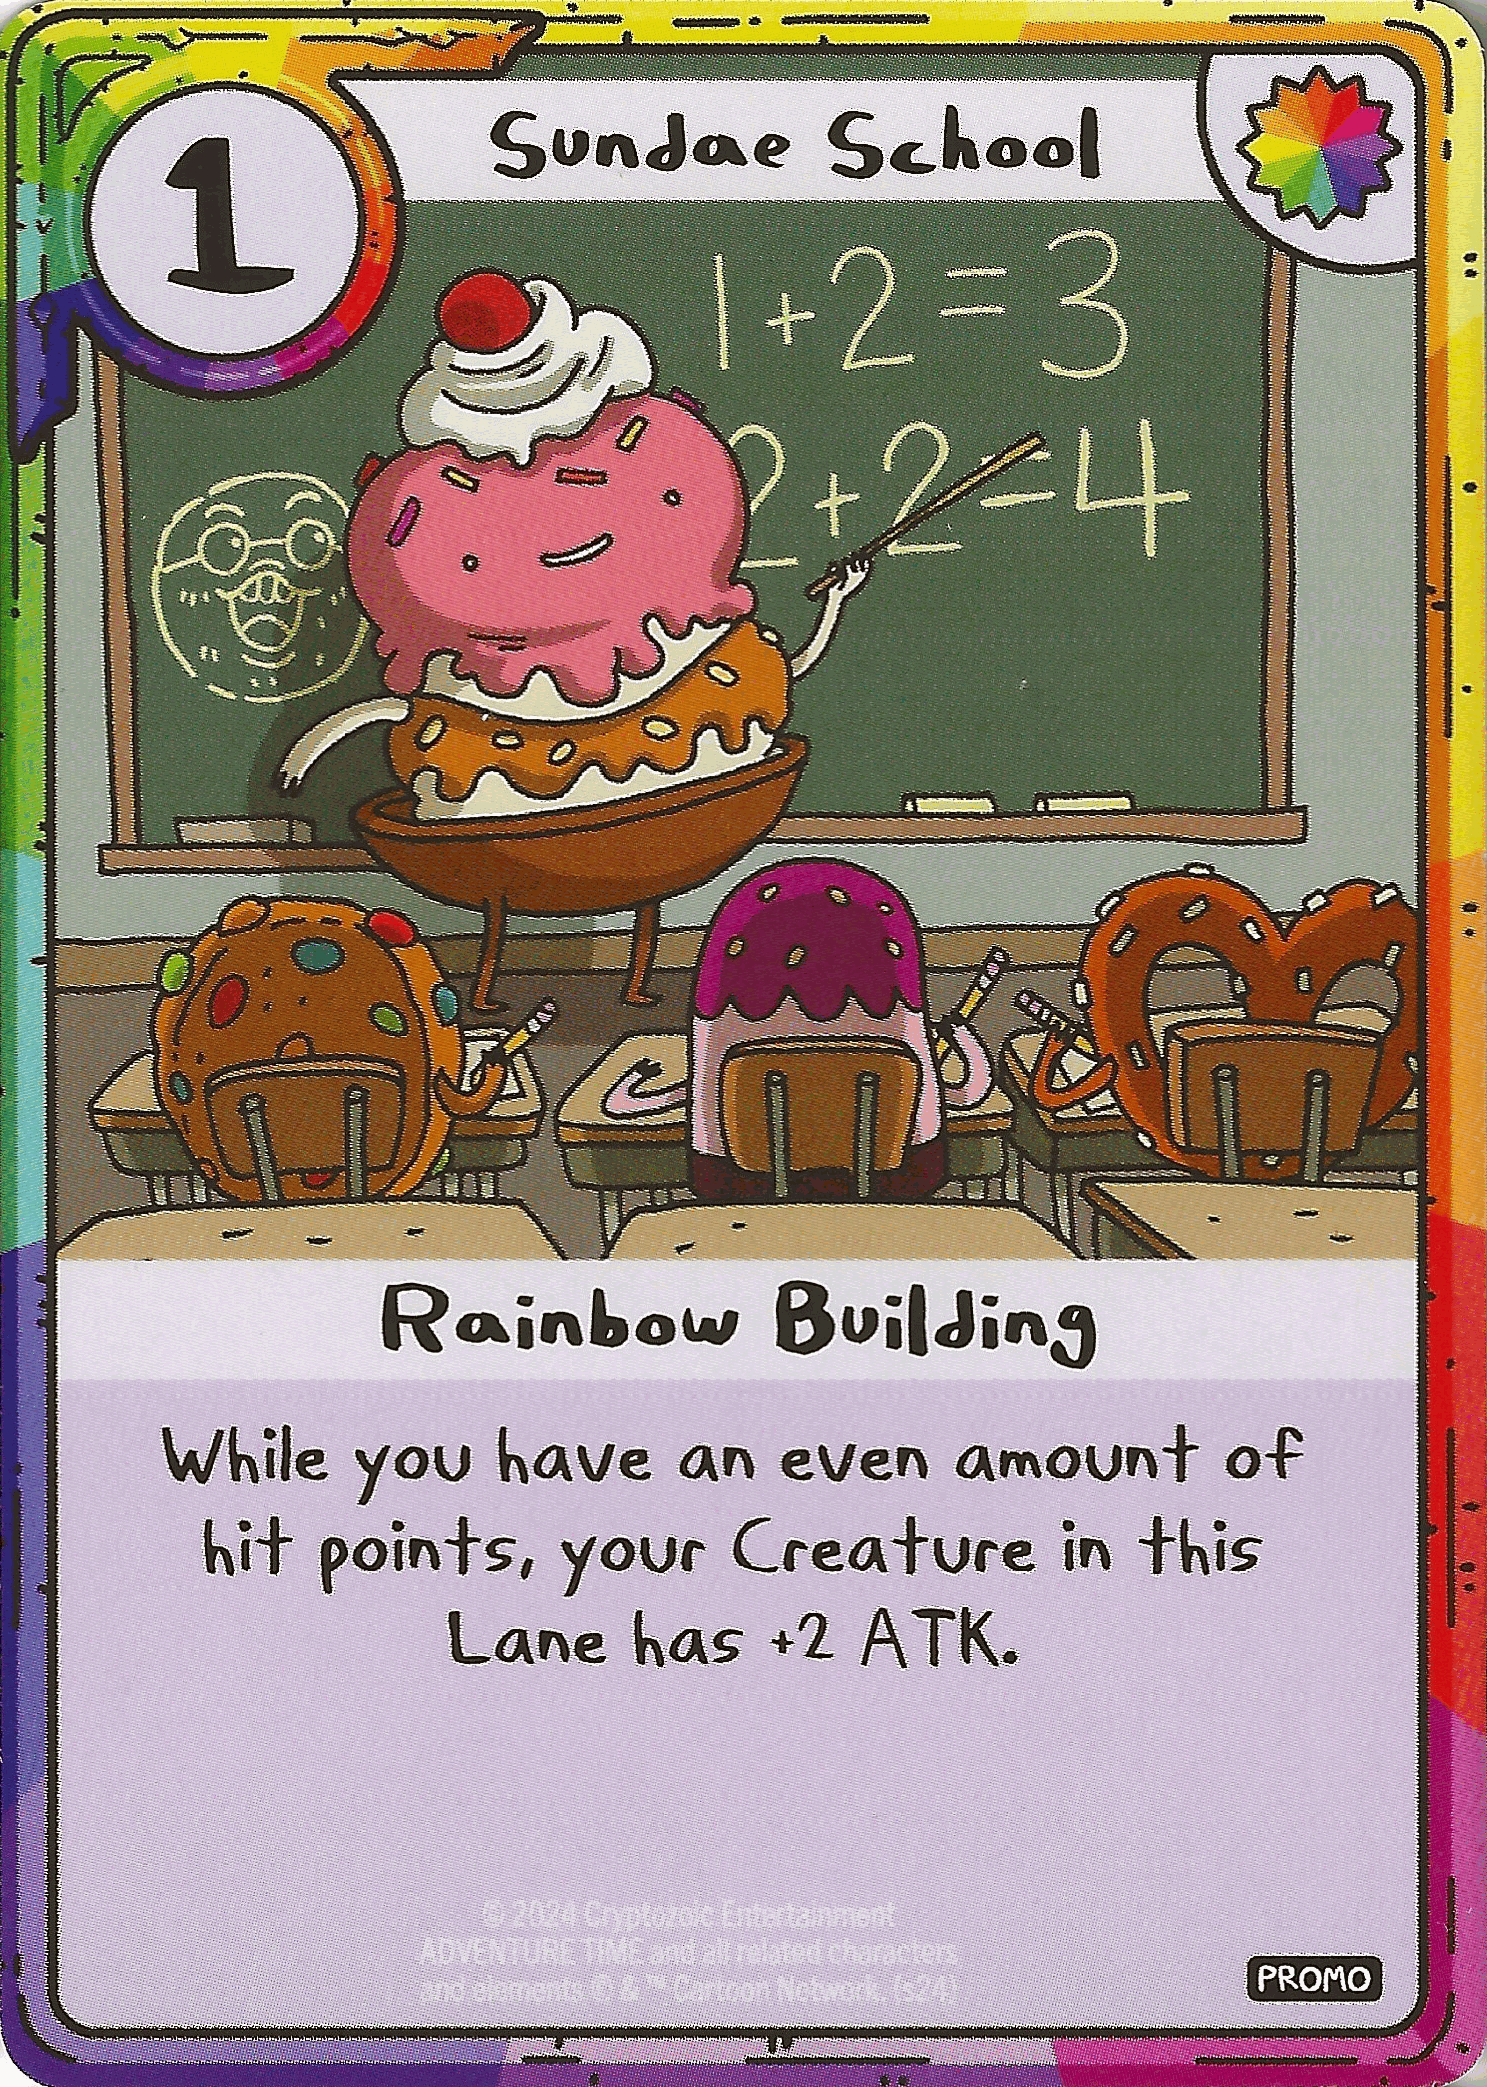 1
Sundae School
1+2=3
2+2=4
Rainbow Building
While you have an even amount of
hit points, your Creature in this
Lane has +2 ATK.
© 2024 Cryptozoic Entertainment
ADVENTURE TIME and all related characters
and elements © & ™ Cartoon Network. (s24)
PROMO